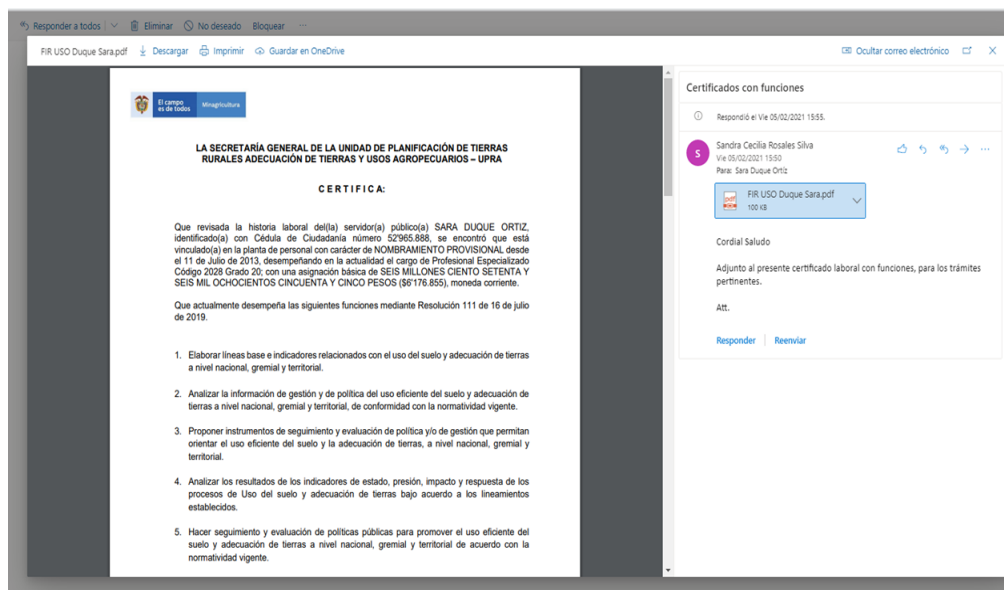 Responder a todos
Eliminar
No deseado
Bloquear
...
FIR USO Duque Sara.pdf
Descargar
Imprimir
Guardar en OneDrive
Ocultar correo electrónico
El campo
es de todos
Minagricultura
LA SECRETARÍA GENERAL DE LA UNIDAD DE PLANIFICACIÓN DE TIERRAS
RURALES ADECUACIÓN DE TIERRAS Y USOS AGROPECUARIOS – UPRA
C E R T I F I C A:
Que revisada la historia laboral del(la) servidor(a) público(a) SARA DUQUE ORTIZ,
identificado(a) con Cédula de Ciudadanía número 52'965.888, se encontró que está
vinculado(a) en la planta de personal con carácter de NOMBRAMIENTO PROVISIONAL desde
el 11 de Julio de 2013, desempeñando en la actualidad el cargo de Profesional Especializado
Código 2028 Grado 20; con una asignación básica de SEIS MILLONES CIENTO SETENTA Y
SEIS MIL OCHOCIENTOS CINCUENTA Y CINCO PESOS ($6'176.855), moneda corriente.
Que actualmente desempeña las siguientes funciones mediante Resolución 111 de 16 de julio
de 2019.
1. Elaborar líneas base e indicadores relacionados con el uso del suelo y adecuación de tierras
a nivel nacional, gremial y territorial.
2. Analizar la información de gestión y de política del uso eficiente del suelo y adecuación de
tierras a nivel nacional, gremial y territorial, de conformidad con la normatividad vigente.
3. Proponer instrumentos de seguimiento y evaluación de política y/o de gestión que permitan
orientar el uso eficiente del suelo y la adecuación de tierras, a nivel nacional, gremial y
territorial.
4. Analizar los resultados de los indicadores de estado, presión, impacto y respuesta de los
procesos de Uso del suelo y adecuación de tierras bajo acuerdo a los lineamientos
establecidos.
5. Hacer seguimiento y evaluación de políticas públicas para promover el uso eficiente del
suelo y adecuación de tierras a nivel nacional, gremial y territorial de acuerdo con la
normatividad vigente.
Certificados con funciones
Respondió el Vie 05/02/2021 15:55.
S
Sandra Cecilia Rosales Silva
Vie 05/02/2021 15:50
Para: Sara Duque Ortíz
FIR USO Duque Sara.pdf
100 KB
Cordial Saludo
Adjunto al presente certificado laboral con funciones, para los trámites
pertinentes.
Att.
Responder
Reenviar